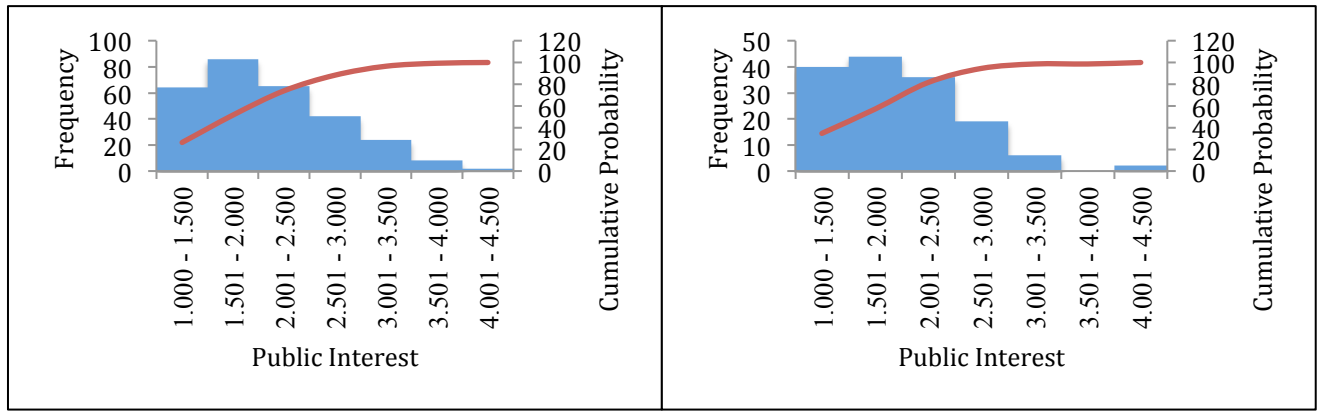 Frequency
100
80
60
40
20
0
120
100
80
60
40
20
0
Cumulative Probability
1.000 - 1.500
1.501 - 2.000
2.001 - 2.500
2.501 - 3.000
3.001 - 3.500
3.501 - 4.000
4.001 - 4.500
Public Interest
Frequency
50
40
30
20
10
0
120
100
80
60
40
20
0
Cumulative Probability
1.000 - 1.500
1.501 - 2.000
2.001 - 2.500
2.501 - 3.000
3.001 - 3.500
3.501 - 4.000
4.001 - 4.500
Public Interest